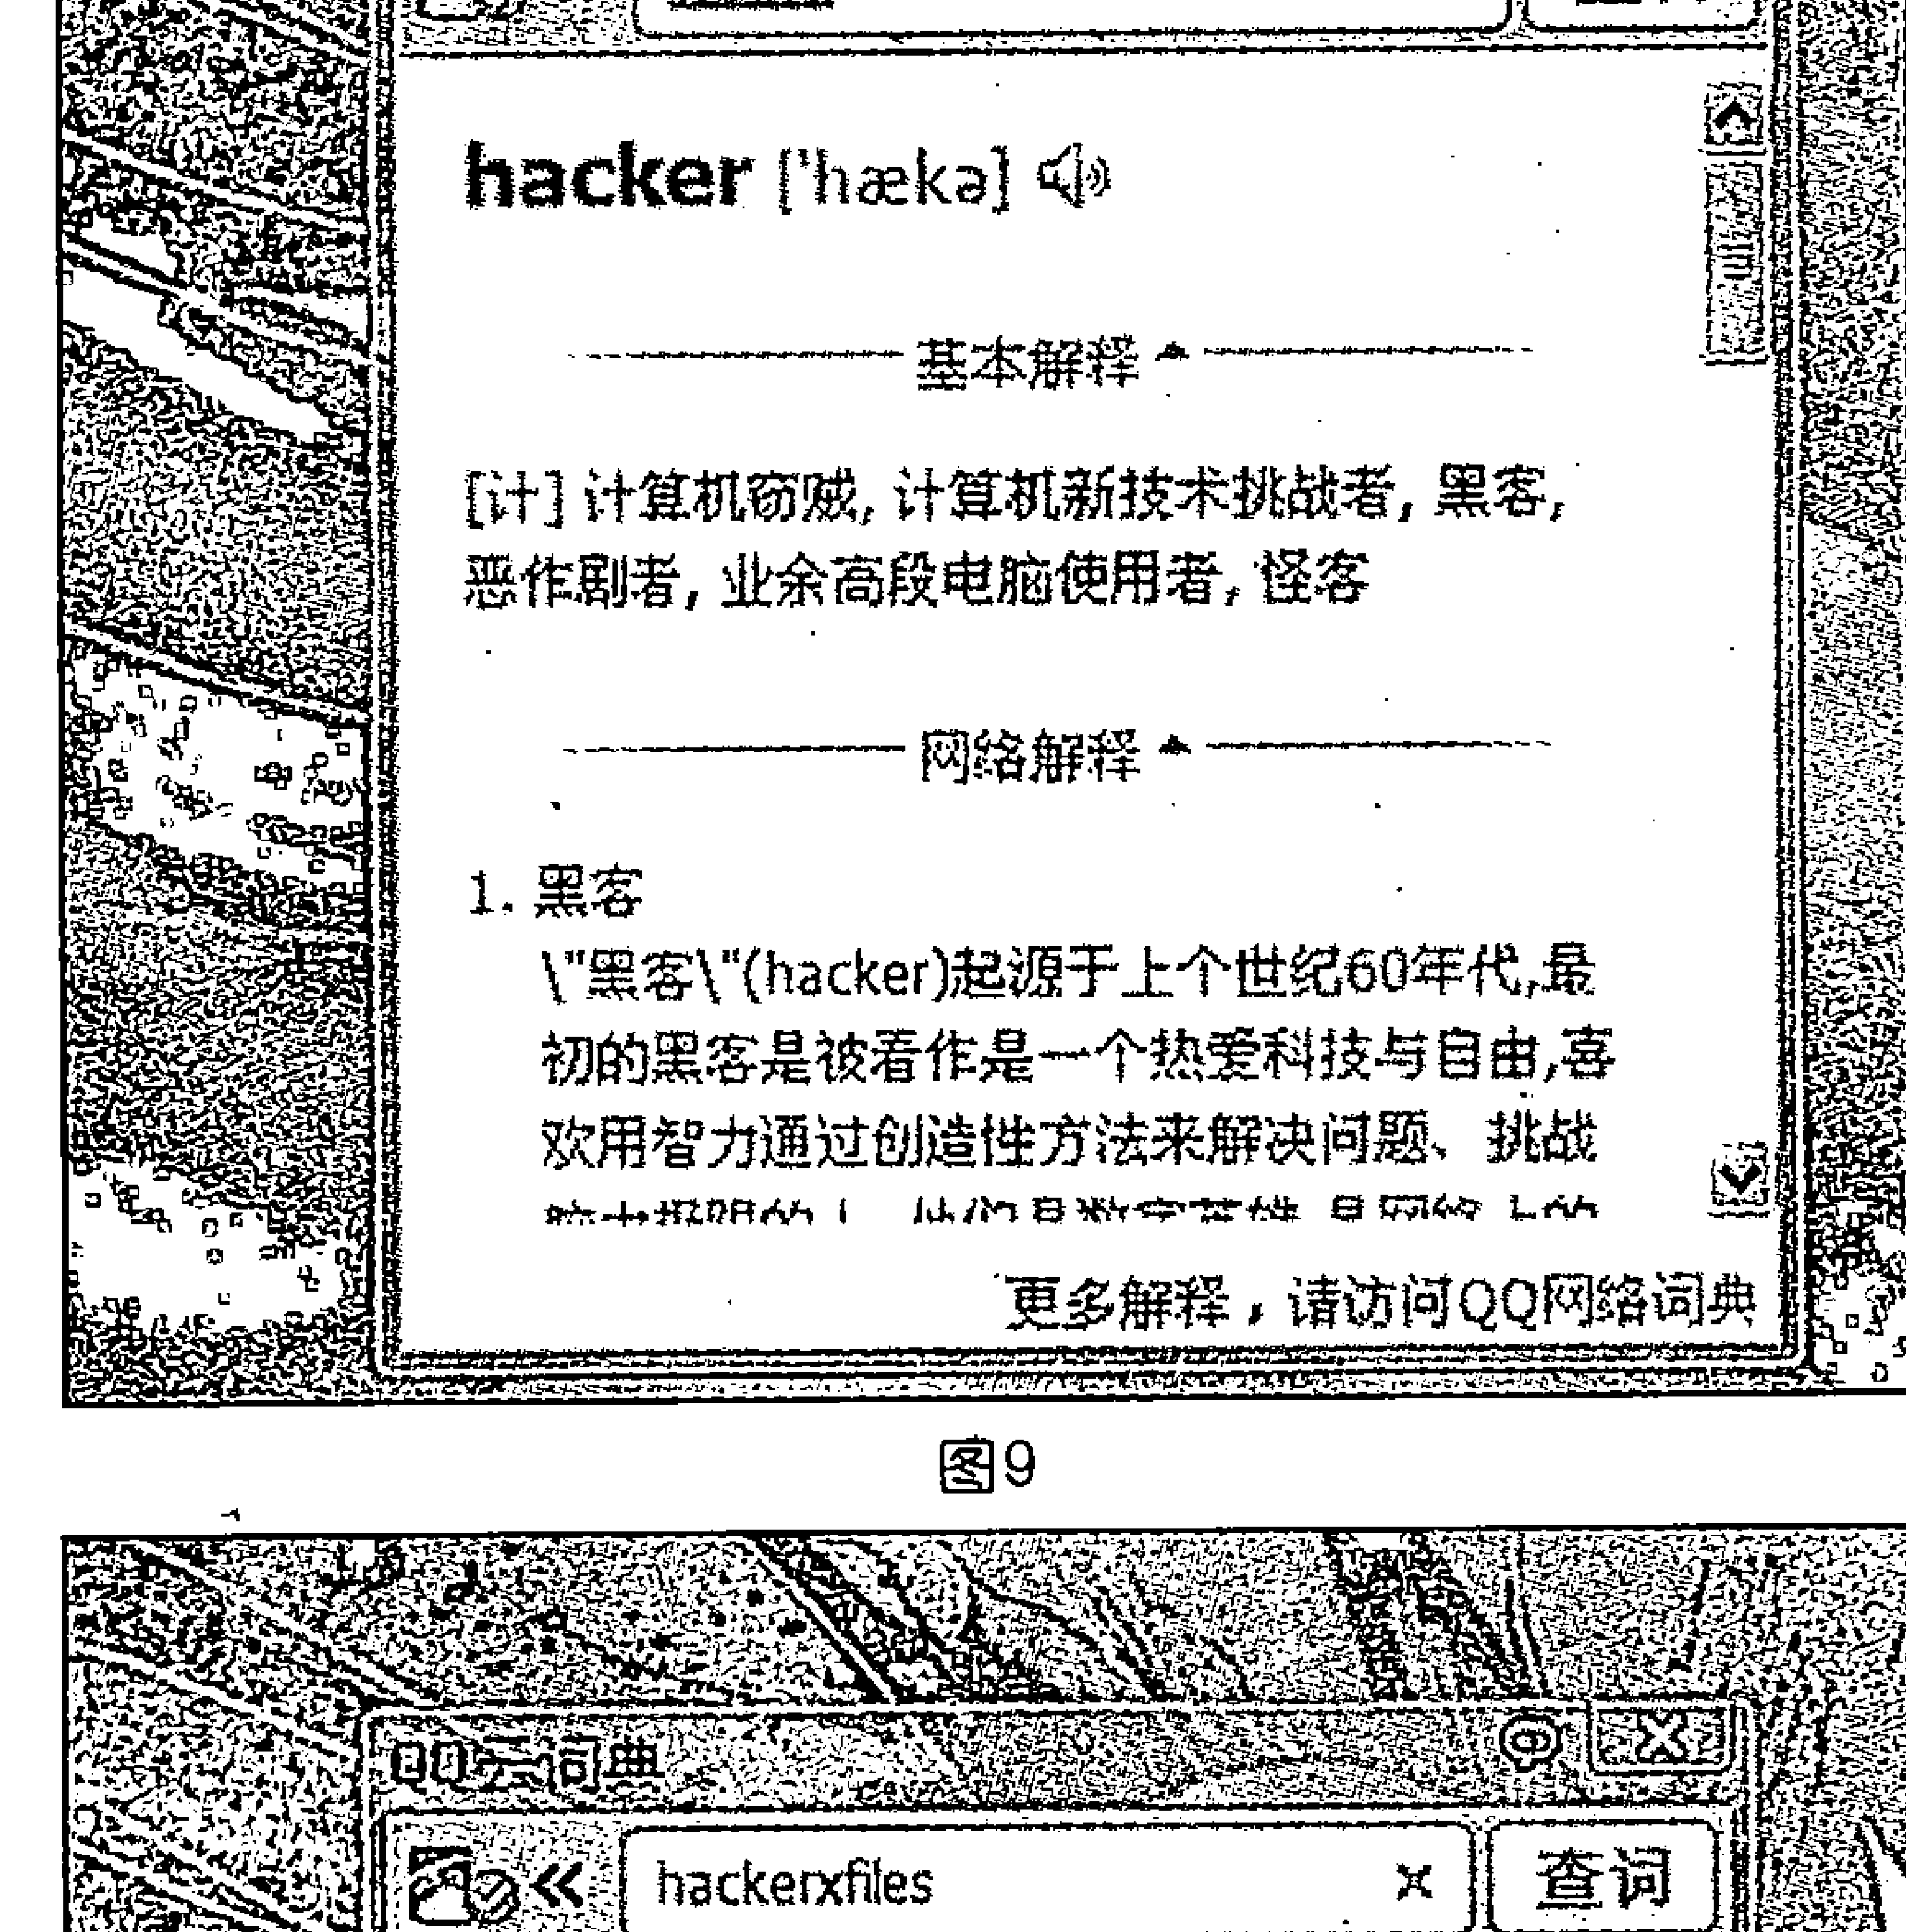 hacker ['hækə]
基本解释
[计] 计算机窃贼, 计算机新技术挑战者, 黑客,
恶作剧者, 业余高段电脑使用者, 怪客
网络解释
1. 黑客
\"黑客\"(hacker)起源于上个世纪60年代,最
初的黑客是被看作是一个热爱科技与自由,喜
欢用智力通过创造性方法来解决问题、挑战
更多解释，请访问QQ网络词典
图9
QQ云词典
hackerxfiles
查词